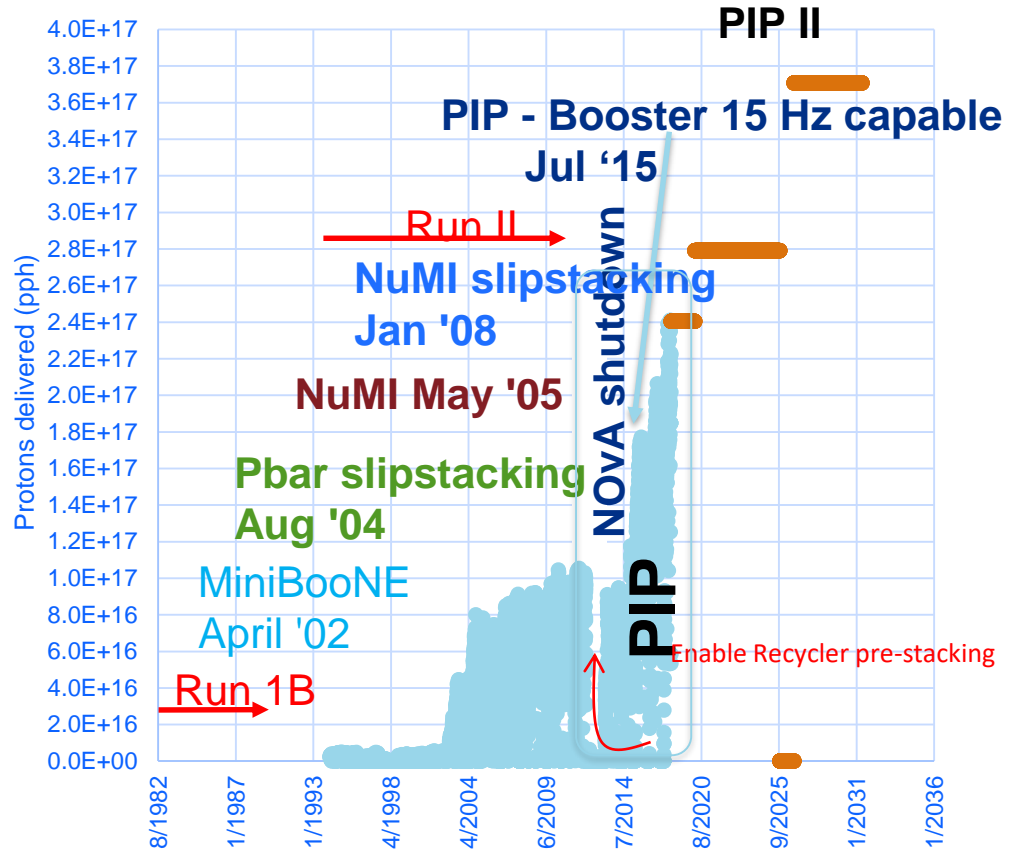 PIP II
4.0E+17
3.8E+17
3.6E+17
3.4E+17
3.2E+17
3.0E+17
2.8E+17
2.6E+17
2.4E+17
2.2E+17
2.0E+17
1.8E+17
1.6E+17
1.4E+17
1.2E+17
1.0E+17
8.0E+16
6.0E+16
4.0E+16
2.0E+16
0.0E+00
Protons delivered (pph)
PIP - Booster 15 Hz capable
Jul ‘15
Run II
NuMI slipstacking
Jan '08
NOvA shutdown
NuMI May '05
Pbar slipstacking
Aug '04
MiniBooNE
April '02
PIP
Enable Recycler pre-stacking
Run 1B
8/1982
1/1987
1/1993
4/1998
4/2004
6/2009
7/2014
8/2020
9/2025
1/2031
1/2036